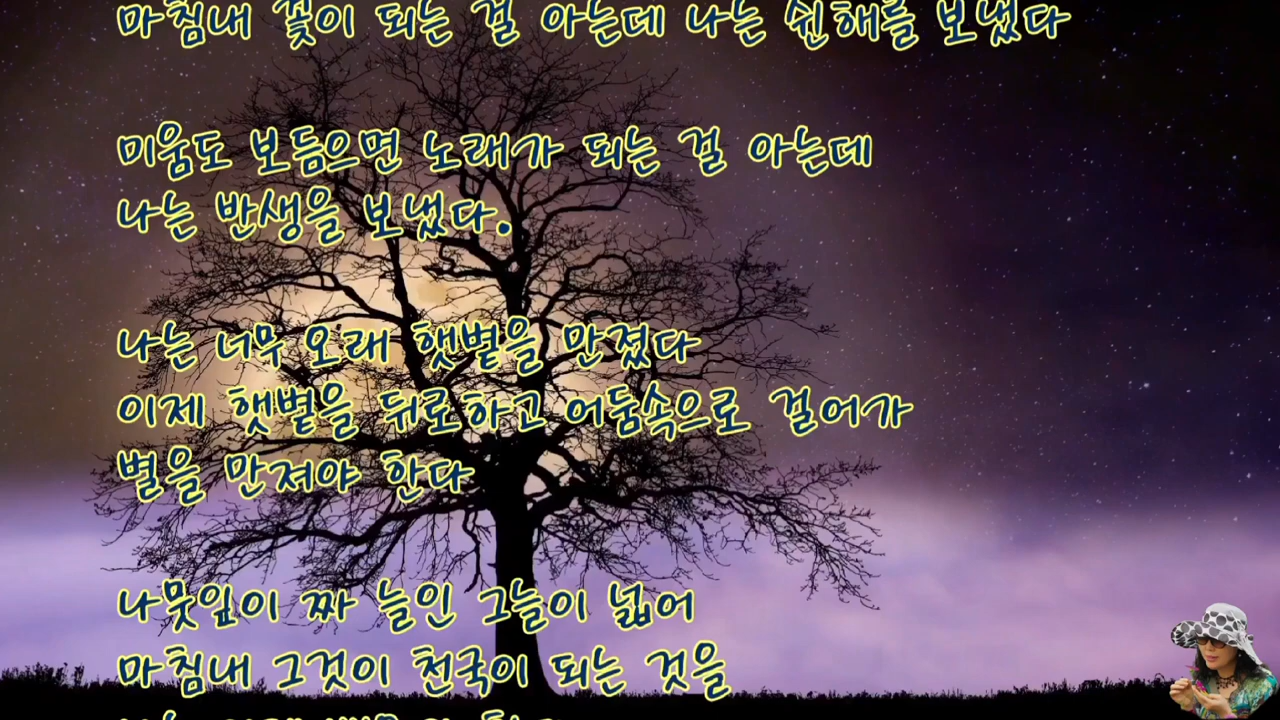 마침내 꽃이 되는 걸 아는데 나는 쉰해를 보냈다
미움도 보듬으면 노래가 되는 걸 아는데
나는 반생을 보냈다.
나는 너무 오래 햇볕을 만졌다
이제 햇볕을 뒤로하고 어둠속으로 걸어가
별을 만져야 한다
나뭇잎이 짜 늘인 그늘이 넓어
마침내 그것이 천국이 되는 것을